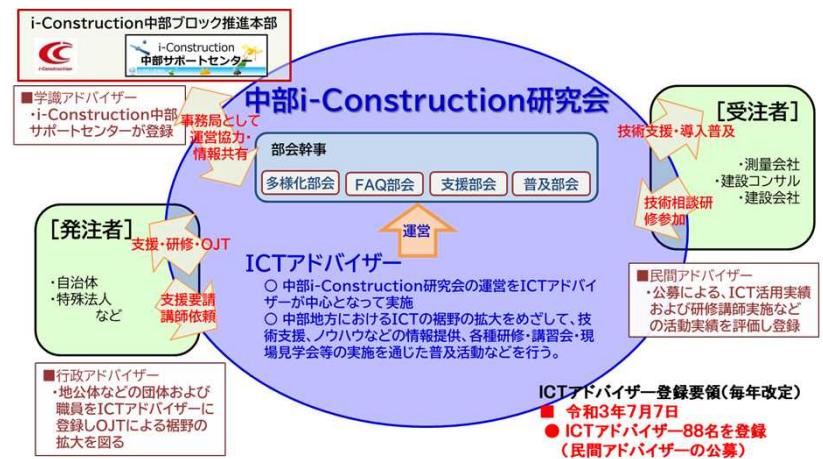 i-Construction中部ブロック推進本部
i-Construction
i-Construction
中部サポートセンター
■学識アドバイザー
・i-Construction中部
サポートセンターが登録
事務局として
運営協力・
情報共有
中部i-Construction研究会
部会幹事
多様化部会
FAQ部会
支援部会
普及部会
運営
[受注者]
技術支援・導入普及
・測量会社
・建設コンサル
・建設会社
技術相談研
修参加
[発注者]
支援・研修・OJT
・自治体
・特殊法人
など
支援要請
講師依頼
ICTアドバイザー
○ 中部i-Construction研究会の運営をICTアドバイ
ザーが中心となって実施
○ 中部地方におけるICTの裾野の拡大をめざして、技
術支援、ノウハウなどの情報提供、各種研修・講習会・現
場見学会等の実施を通じた普及活動などを行う。
■民間アドバイザー
・公募による、ICT活用実績
および研修講師実施など
の活動実績を評価し登録
■行政アドバイザー
・地公体などの団体および
職員をICTアドバイザーに
登録しOJTによる裾野の
拡大を図る
ICTアドバイザー登録要領(毎年改定)
■ 令和3年7月7日
● ICTアドバイザー88名を登録
(民間アドバイザーの公募)